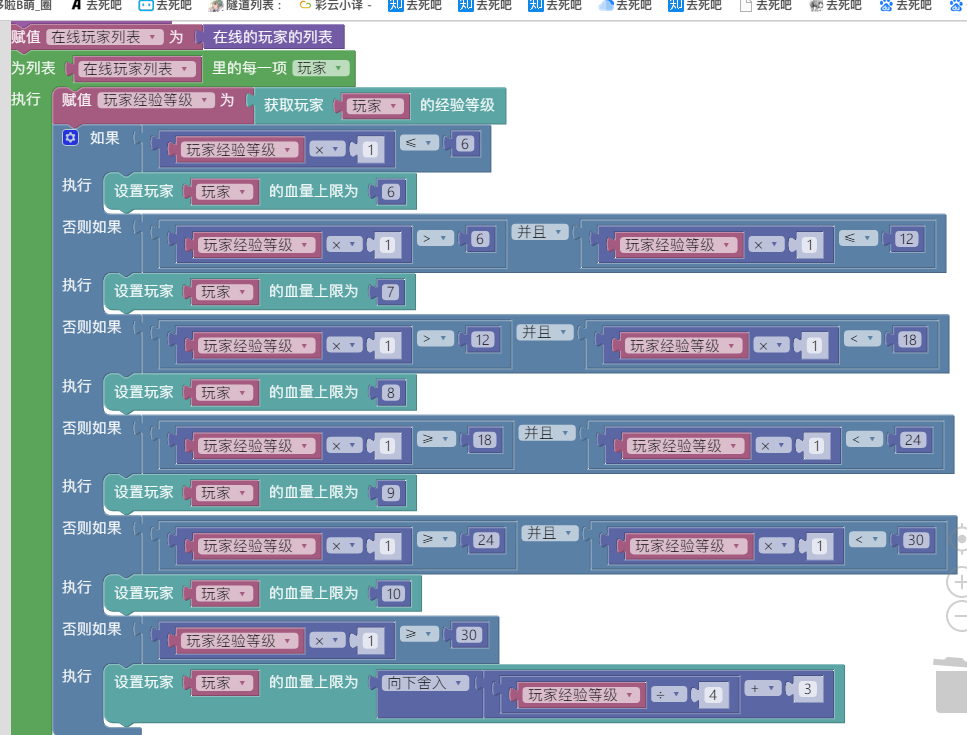 哆啦B萌_圈 去死吧 去死吧 隧道列表： 彩云小译 - 知 去死吧 知 去死吧 知 去死吧 去死吧 知 去死吧 去死吧 去死吧 去死吧
赋值 在线玩家列表 为 在线的玩家的列表
为列表 在线玩家列表 里的每一项 玩家
执行 赋值 玩家经验等级 为 获取玩家 玩家 的经验等级
如果 玩家经验等级 × 1 ≤ 6
执行 设置玩家 玩家 的血量上限为 6
否则如果 玩家经验等级 × 1 > 6 并且 玩家经验等级 × 1 ≤ 12
执行 设置玩家 玩家 的血量上限为 7
否则如果 玩家经验等级 × 1 > 12 并且 玩家经验等级 × 1 < 18
执行 设置玩家 玩家 的血量上限为 8
否则如果 玩家经验等级 × 1 ≥ 18 并且 玩家经验等级 × 1 < 24
执行 设置玩家 玩家 的血量上限为 9
否则如果 玩家经验等级 × 1 ≥ 24 并且 玩家经验等级 × 1 < 30
执行 设置玩家 玩家 的血量上限为 10
否则如果 玩家经验等级 × 1 ≥ 30
执行 设置玩家 玩家 的血量上限为 向下舍入 玩家经验等级 ÷ 4 + 3